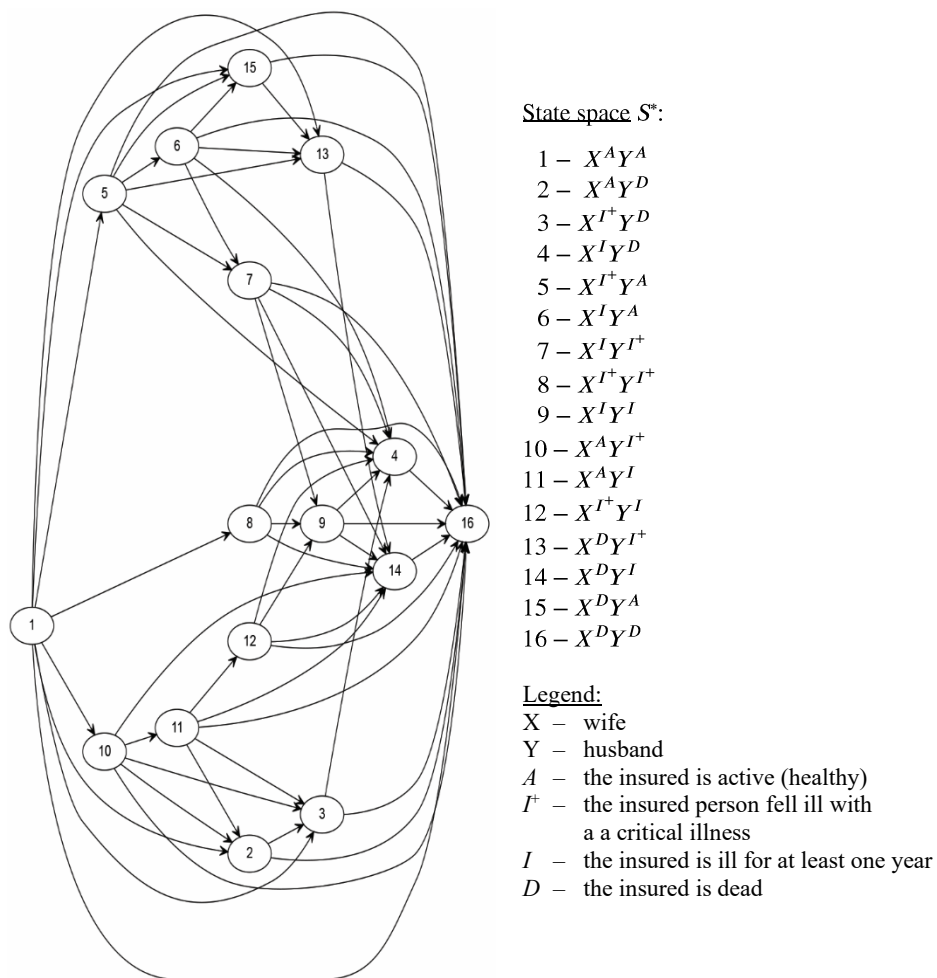 15
6
13
5
7
4
8
9
16
14
1
12
11
10
3
2
State space S*:
1 – X^A Y^A
2 – X^A Y^D
3 – X^{I+} Y^D
4 – X^I Y^D
5 – X^{I+} Y^A
6 – X^I Y^A
7 – X^I Y^{I+}
8 – X^{I+} Y^{I+}
9 – X^I Y^I
10 – X^A Y^{I+}
11 – X^A Y^I
12 – X^{I+} Y^I
13 – X^D Y^{I+}
14 – X^D Y^I
15 – X^D Y^A
16 – X^D Y^D
Legend:
X – wife
Y – husband
A – the insured is active (healthy)
I+ – the insured person fell ill with
a a critical illness
I – the insured is ill for at least one year
D – the insured is dead